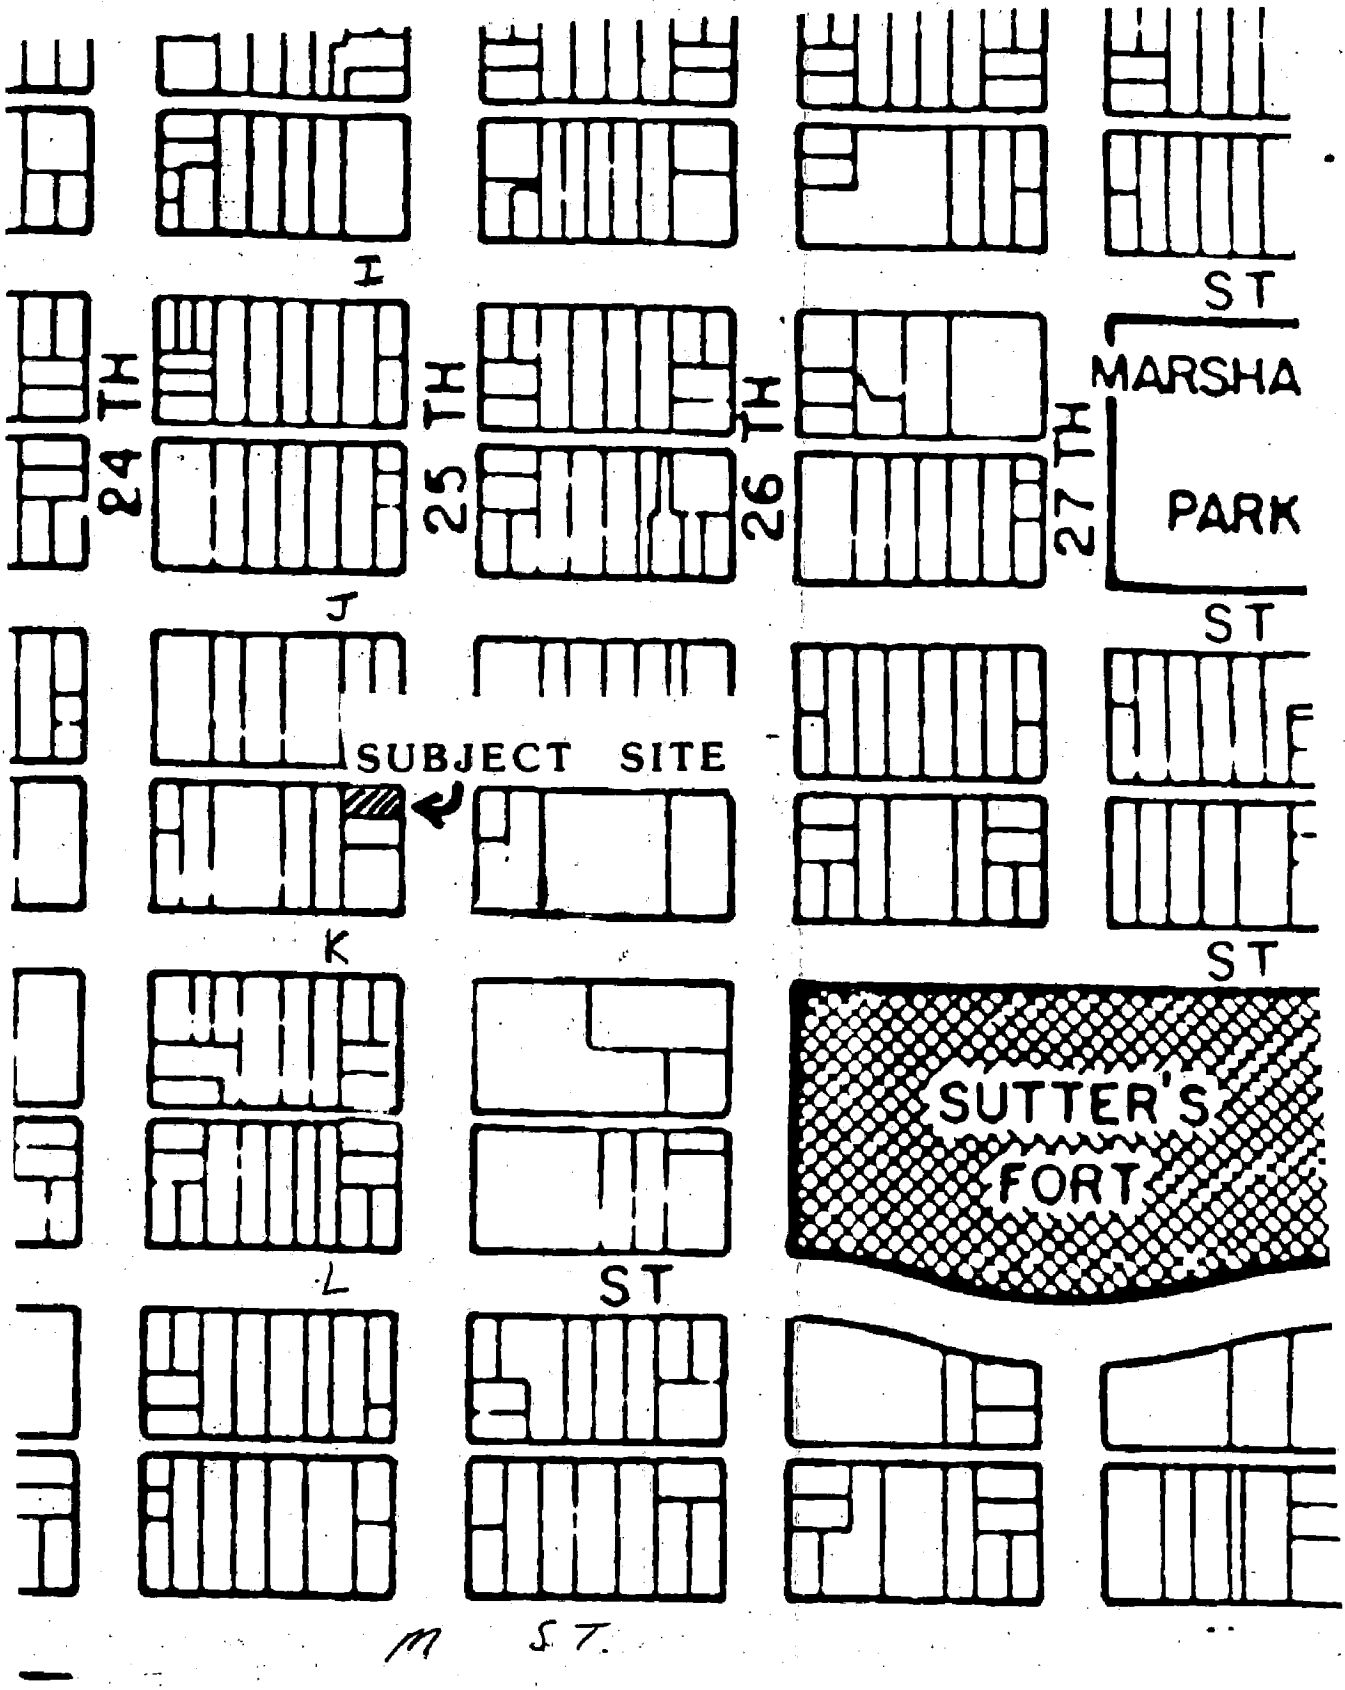 I
ST
MARSHA
24 TH
25 TH
26 TH
27 TH
PARK
J
ST
SUBJECT SITE
K
ST
SUTTER'S
FORT
L
ST
M ST.